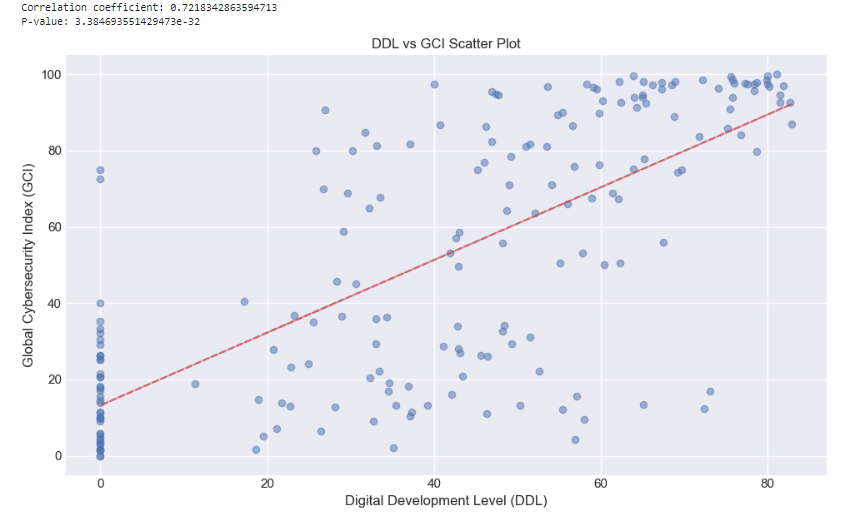 Correlation coefficient: 0.7218342863594713
P-value: 3.384693551429473e-32
DDL vs GCI Scatter Plot
Global Cybersecurity Index (GCI)
100
80
60
40
20
0
0 20 40 60 80
Digital Development Level (DDL)